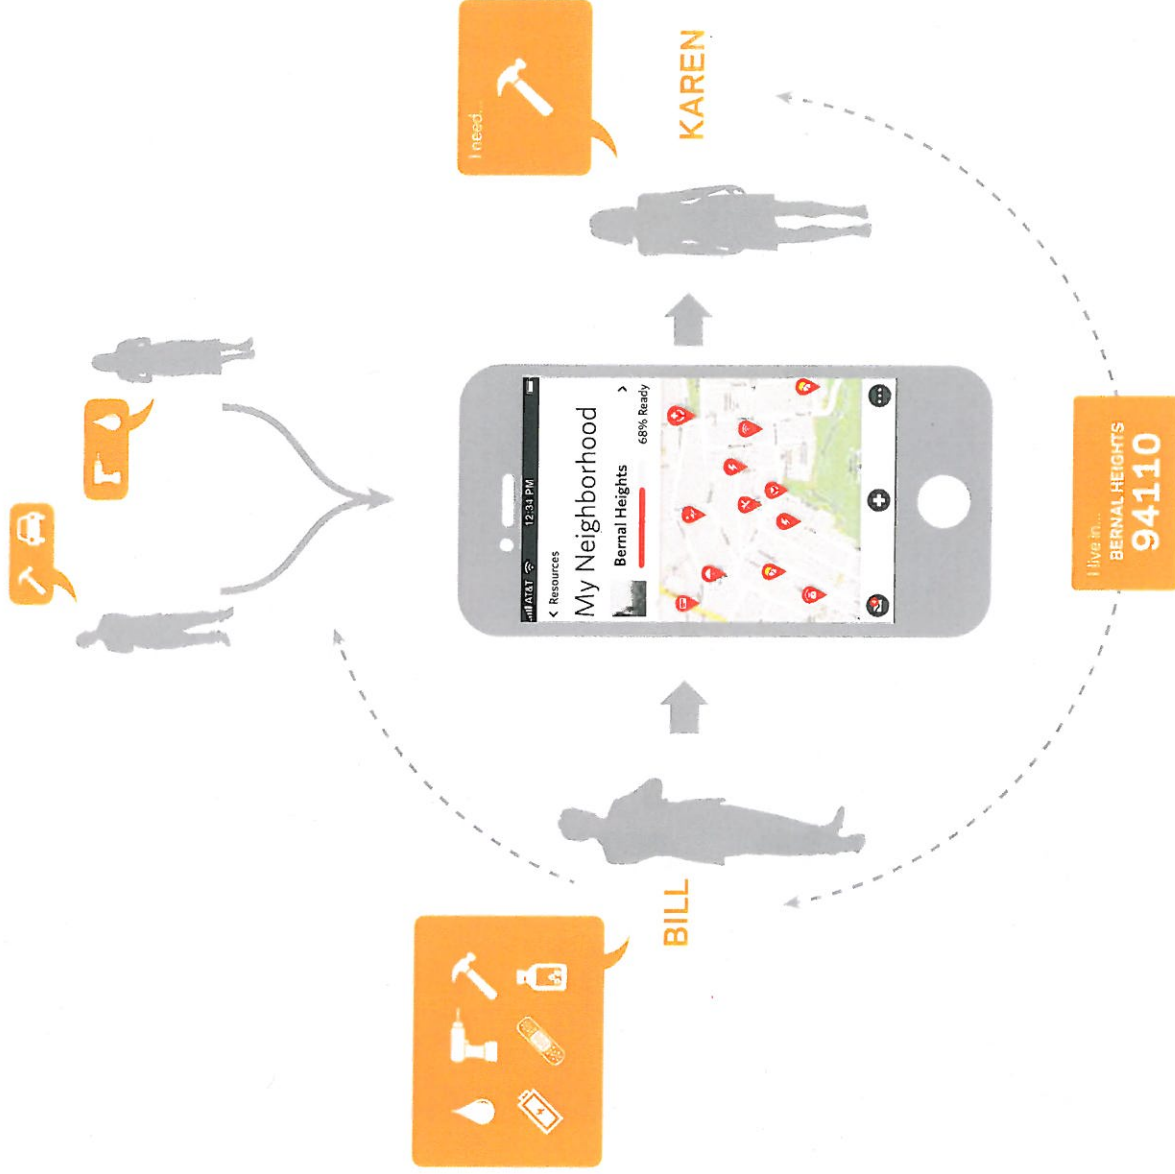 BILL
AT&T 12:34 PM
Resources
My Neighborhood
Bernal Heights
68% Ready
I need...
KAREN
I live in...
BERNAL HEIGHTS
94110